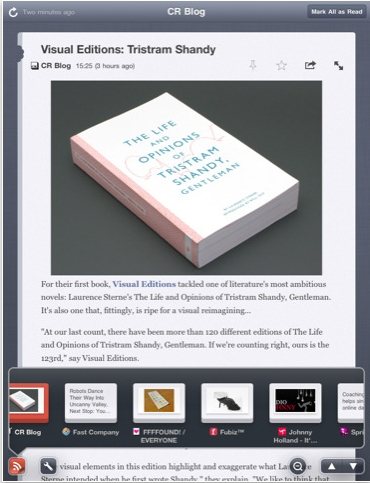 Two minutes ago
CR Blog
Mark All as Read
Visual Editions: Tristram Shandy
CR Blog 15:25 (3 hours ago)
THE LIFE
AND
OPINIONS
OF
TRISTRAM
SHANDY,
GENTLEMAN
For their first book, Visual Editions tackled one of literature's most ambitious
novels: Laurence Sterne's The Life and Opinions of Tristram Shandy, Gentleman.
It's also one that, fittingly, is ripe for a visual reimagining...
"At our last count, there have been more than 120 different editions of The Life
and Opinions of Tristram Shandy, Gentleman. If we're counting right, ours is the
123rd," say Visual Editions.
Robots Dance
Their Way Into
Uncanny Valley,
Next Stop: You...
Coaching
helps sin
online da
CR Blog
Fast Company
FFFFOUND! /
EVERYONE
Fubiz™
Johnny
Holland - It'...
Spri
visual elements in this edition highlight and exaggerate what La
Sterne intended when he first wrote Shandy," they explain. "We like to think that